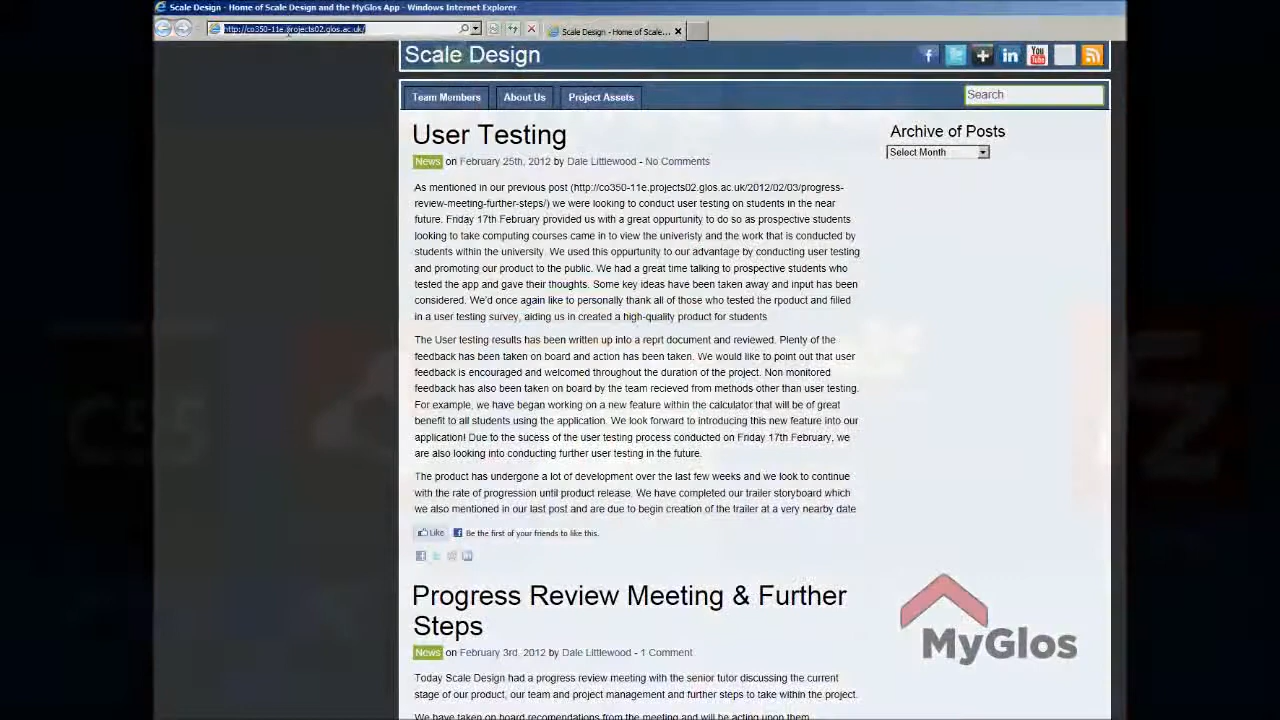 Scale Design - Home of Scale Design and the MyGlos App - Windows Internet Explorer
http://co350-11e.projects02.glos.ac.uk/
Scale Design - Home of Scale...
Scale Design
You
Tube
Team Members
About Us
Project Assets
Search
User Testing
News on February 25th, 2012 by Dale Littlewood - No Comments
Archive of Posts
Select Month
As mentioned in our previous post (http://co350-11e.projects02.glos.ac.uk/2012/02/03/progress-
review-meeting-further-steps/) we were looking to conduct user testing on students in the near
future. Friday 17th February provided us with a great opportunity to do so as prospective students
looking to take computing courses came in to view the univeristy and the work that is conducted by
students within the university. We used this opportunity to our advantage by conducting user testing
and promoting our product to the public. We had a great time talking to prospective students who
tested the app and gave their thoughts. Some key ideas have been taken away and input has been
considered. We'd once again like to personally thank all of those who tested the rpoduct and filled
in a user testing survey, aiding us in created a high-quality product for students
The User testing results has been written up into a reprt document and reviewed. Plenty of the
feedback has been taken on board and action has been taken. We would like to point out that user
feedback is encouraged and welcomed throughout the duration of the project. Non monitored
feedback has also been taken on board by the team recieved from methods other than user testing.
For example, we have began working on a new feature within the calculator that will be of great
benefit to all students using the application. We look forward to introducing this new feature into our
application! Due to the sucess of the user testing process conducted on Friday 17th February, we
are also looking into conducting further user testing in the future.
The product has undergone a lot of development over the last few weeks and we look to continue
with the rate of progression until product release. We have completed our trailer storyboard which
we also mentioned in our last post and are due to begin creation of the trailer at a very nearby date
Like Be the first of your friends to like this.
Progress Review Meeting & Further
Steps
News on February 3rd, 2012 by Dale Littlewood - 1 Comment
Today Scale Design had a progress review meeting with the senior tutor discussing the current
stage of our product, our team and project management and further steps to take within the project.
We have taken on board recomendations from the meeting and will be acting upon them
MyGlos